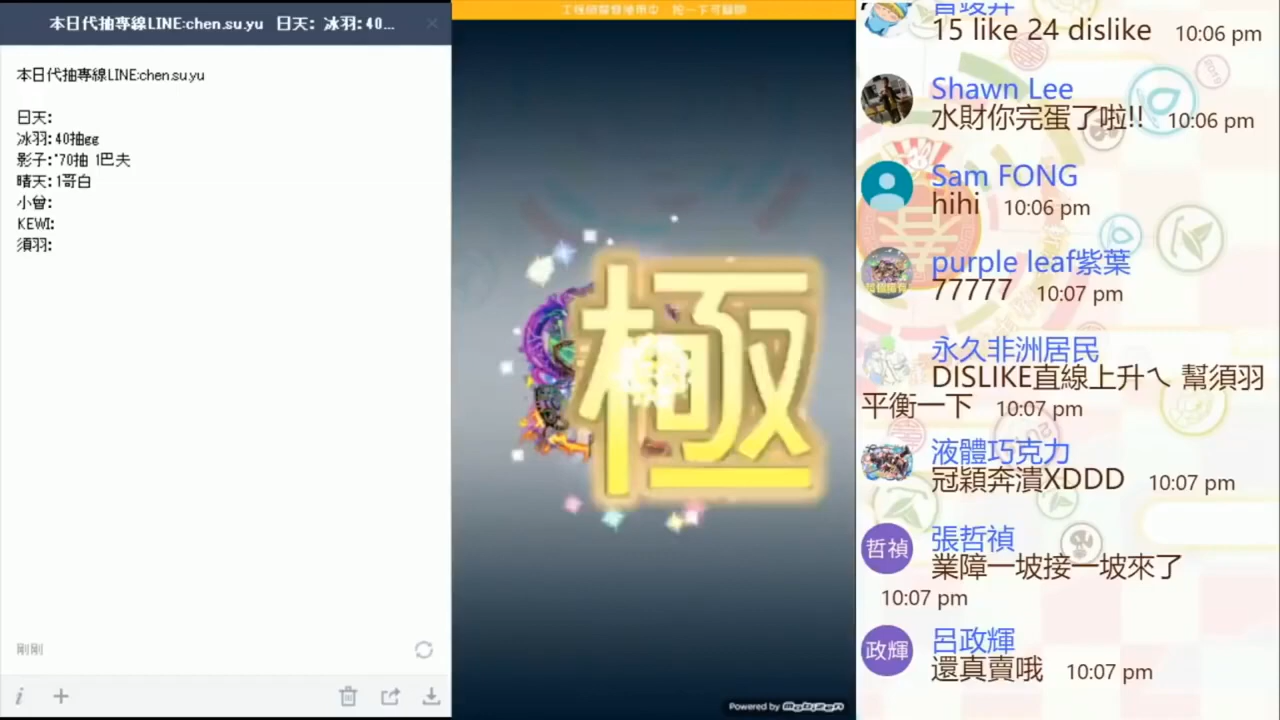 本日代抽專線LINE:chen.su.yu 日天: 冰羽: 40...
本日代抽專線LINE:chen.su.yu
日天:
冰羽: 40抽gg
影子: 70抽 1巴夫
晴天: 1哥白
小曾:
KEWI:
須羽:
剛剛
極
Powered by Mobizen
15 like 24 dislike 10:06 pm
Shawn Lee
水財你完蛋了啦!! 10:06 pm
Sam FONG
hihi 10:06 pm
purple leaf紫葉
77777 10:07 pm
永久非洲居民
DISLIKE直線上升ㄟ 幫須羽
平衡一下 10:07 pm
液體巧克力
冠穎奔潰XDDD 10:07 pm
哲禎
張哲禎
業障一坡接一坡來了
10:07 pm
政輝
呂政輝
還真賣哦 10:07 pm